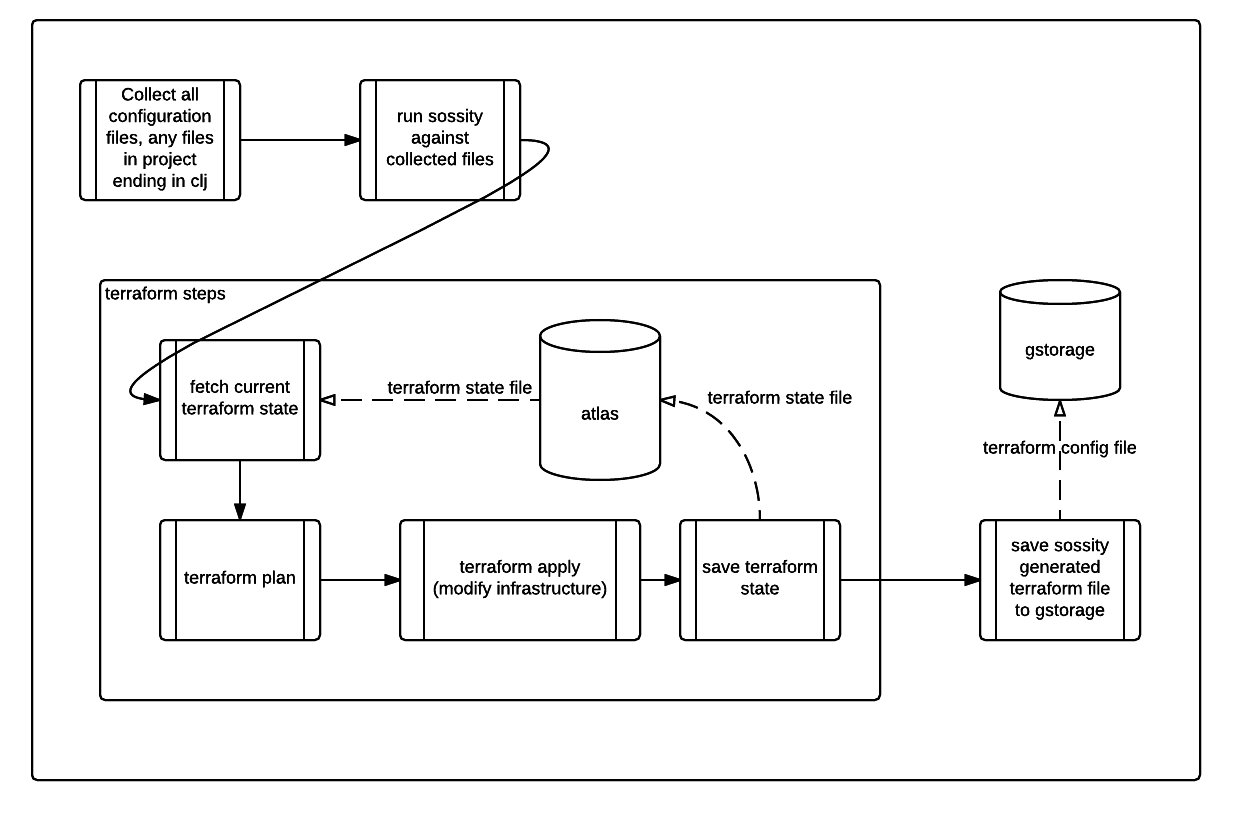 Collect all
configuration
files, any files
in project
ending in clj
run sossity
against
collected files
terraform steps
fetch current
terraform state
terraform state file
atlas
terraform state file
gstorage
terraform config file
terraform plan
terraform apply
(modify infrastructure)
save terraform
state
save sossity
generated
terraform file
to gstorage